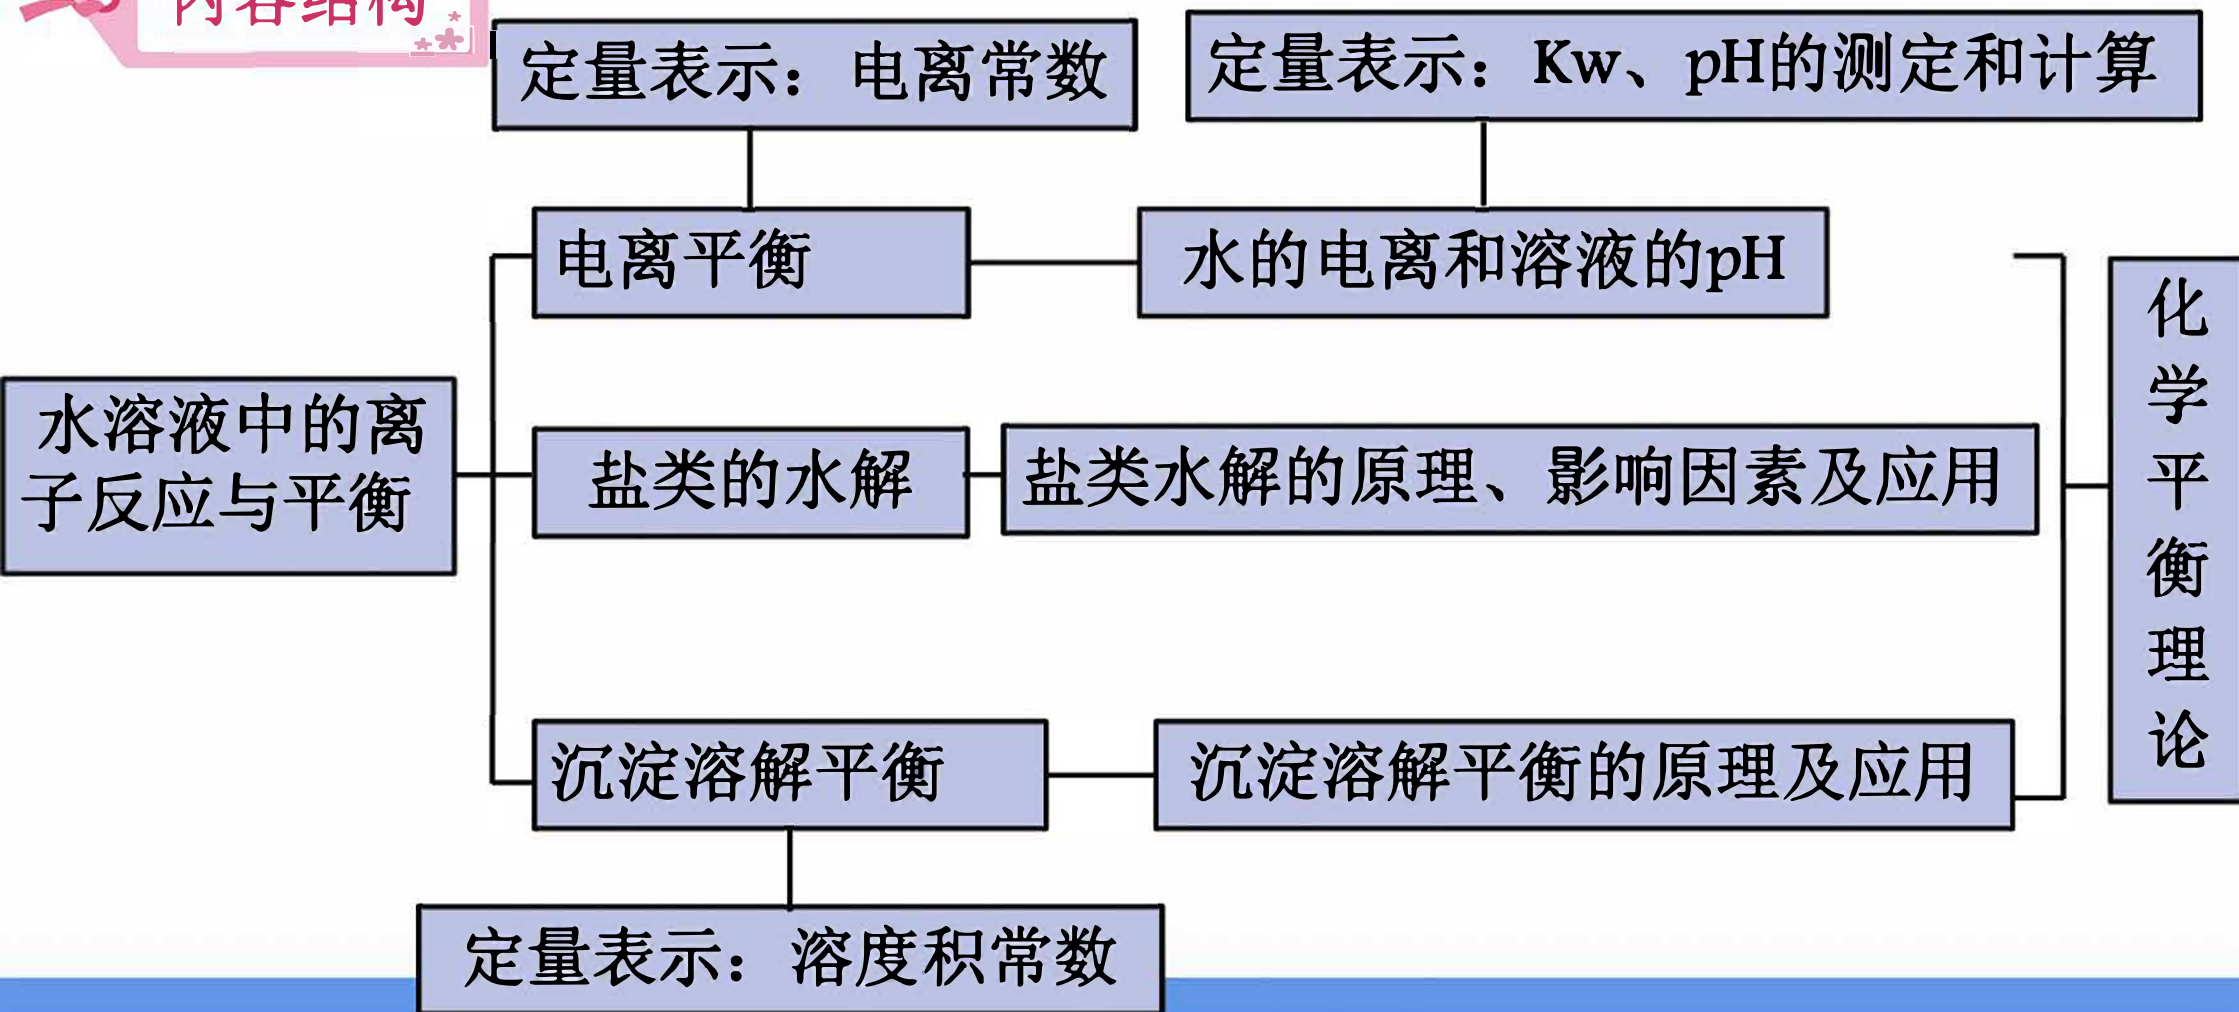 内容结构
定量表示：电离常数
定量表示：Kw、pH的测定和计算
电离平衡
水的电离和溶液的pH
水溶液中的离
子反应与平衡
盐类的水解
盐类水解的原理、影响因素及应用
沉淀溶解平衡
沉淀溶解平衡的原理及应用
定量表示：溶度积常数
化
学
平
衡
理
论